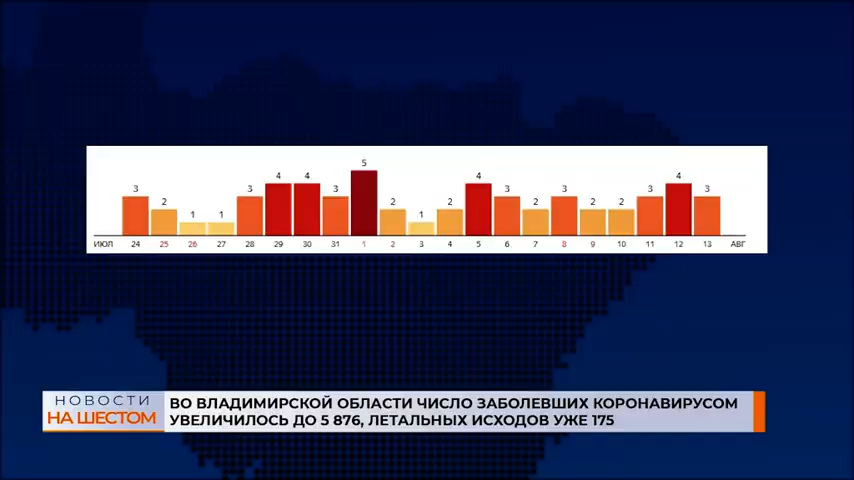 5
4 4 4 4
3 3 3 3 3 3 3
2 2 2 2 2 2
1 1 1
ИЮЛ 24 25 26 27 28 29 30 31 1 2 3 4 5 6 7 8 9 10 11 12 13 АВГ
НОВОСТИ
НА ШЕСТОМ
ВО ВЛАДИМИРСКОЙ ОБЛАСТИ ЧИСЛО ЗАБОЛЕВШИХ КОРОНАВИРУСОМ
УВЕЛИЧИЛОСЬ ДО 5 876, ЛЕТАЛЬНЫХ ИСХОДОВ УЖЕ 175